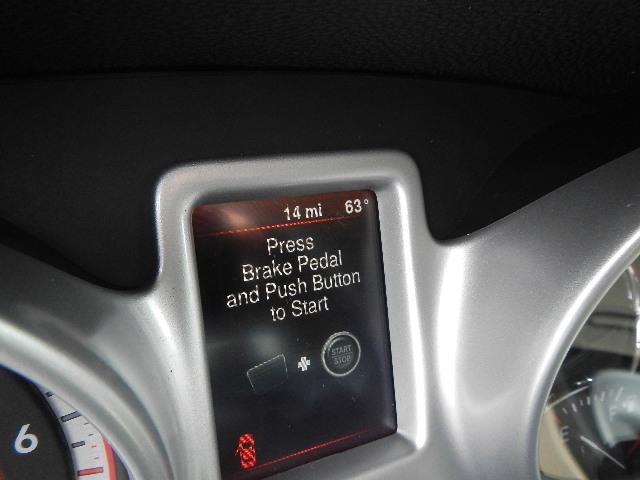 14 mi 63°
Press
Brake Pedal
and Push Button
to Start
+ START
STOP
6